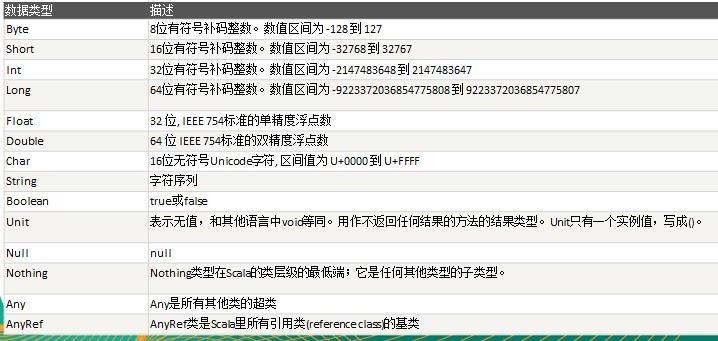 数据类型 描述
Byte 8位有符号补码整数。数值区间为 -128 到 127
Short 16位有符号补码整数。数值区间为 -32768 到 32767
Int 32位有符号补码整数。数值区间为 -2147483648 到 2147483647
Long 64位有符号补码整数。数值区间为 -9223372036854775808 到 9223372036854775807
Float 32 位, IEEE 754标准的单精度浮点数
Double 64 位 IEEE 754标准的双精度浮点数
Char 16位无符号Unicode字符, 区间值为 U+0000 到 U+FFFF
String 字符序列
Boolean true或false
Unit 表示无值，和其他语言中void等同。用作不返回任何结果的方法的结果类型。Unit只有一个实例值，写成()。
Null null
Nothing Nothing类型在Scala的类层级的最低端；它是任何其他类型的子类型。
Any Any是所有其他类的超类
AnyRef AnyRef类是Scala里所有引用类(reference class)的基类